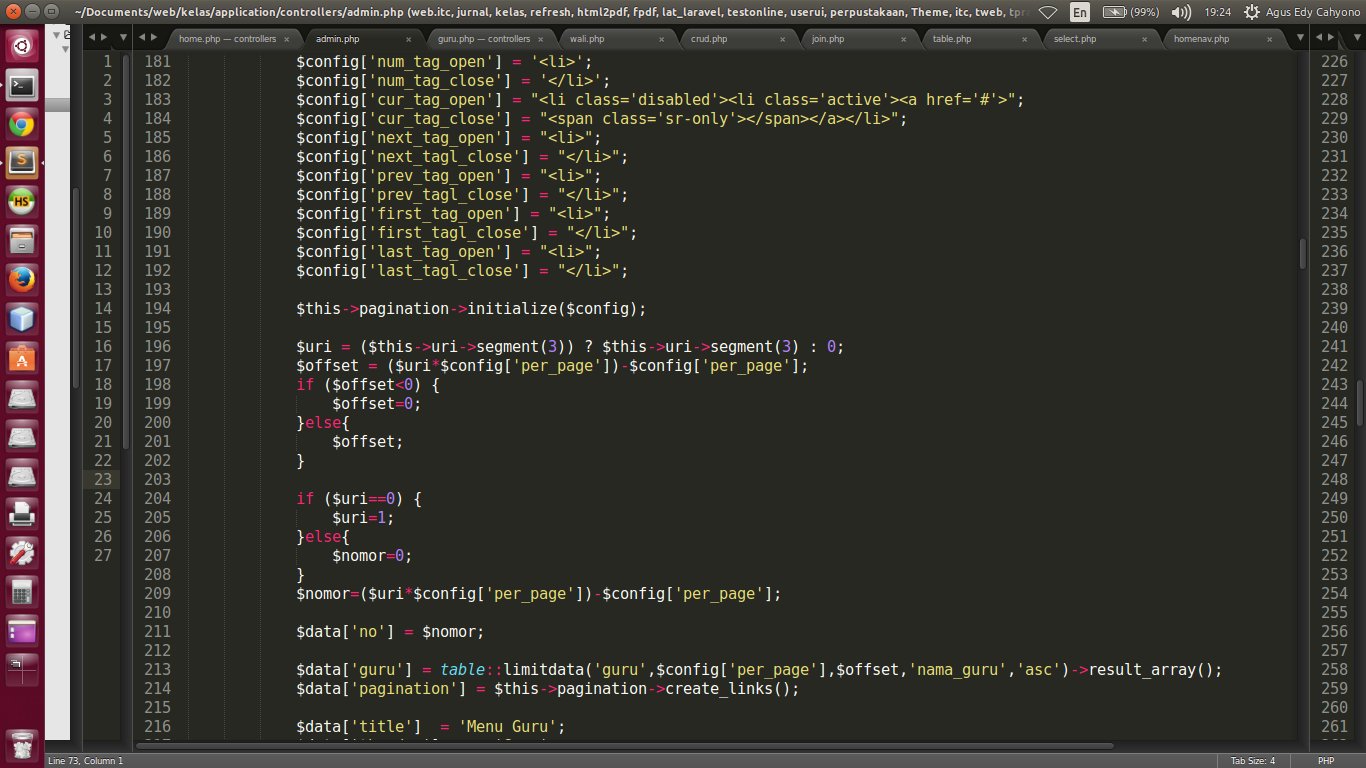 ~/Documents/web/kelas/application/controllers/admin.php (web.itc, jurnal, kelas, refresh, html2pdf, fpdf, lat_laravel, test.online, userui, perpustakaan, Theme, itc, tweb, tpr
En
(99%)
19:24
Agus Edy Cahyono
home.php — controllers
admin.php
guru.php — controllers
wali.php
crud.php
join.php
table.php
select.php
homenav.php
1 181 $config['num_tag_open'] = '<li>'; 226
2 182 $config['num_tag_close'] = '</li>'; 227
3 183 $config['cur_tag_open'] = "<li class='disabled'><li class='active'><a href='#'>"; 228
4 184 $config['cur_tag_close'] = "<span class='sr-only'></span></a></li>"; 229
5 185 $config['next_tag_open'] = "<li>"; 230
6 186 $config['next_tagl_close'] = "</li>"; 231
7 187 $config['prev_tag_open'] = "<li>"; 232
8 188 $config['prev_tagl_close'] = "</li>"; 233
9 189 $config['first_tag_open'] = "<li>"; 234
10 190 $config['first_tagl_close'] = "</li>"; 235
11 191 $config['last_tag_open'] = "<li>"; 236
12 192 $config['last_tagl_close'] = "</li>"; 237
13 193 238
14 194 $this->pagination->initialize($config); 239
15 195 240
16 196 $uri = ($this->uri->segment(3)) ? $this->uri->segment(3) : 0; 241
17 197 $offset = ($uri*$config['per_page'])-$config['per_page']; 242
18 198 if ($offset<0) { 243
19 199 $offset=0; 244
20 200 }else{ 245
21 201 $offset; 246
22 202 } 247
23 203 248
24 204 if ($uri==0) { 249
25 205 $uri=1; 250
26 206 }else{ 251
27 207 $nomor=0; 252
208 } 253
209 $nomor=($uri*$config['per_page'])-$config['per_page']; 254
210 255
211 $data['no'] = $nomor; 256
212 257
213 $data['guru'] = table::limitdata('guru',$config['per_page'],$offset,'nama_guru','asc')->result_array(); 258
214 $data['pagination'] = $this->pagination->create_links(); 259
215 260
216 $data['title'] = 'Menu Guru'; 261
Line 73, Column 1
Tab Size: 4
PHP